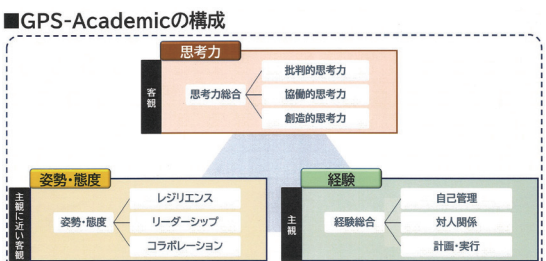 ■GPS-Academicの構成
思考力
客観
思考力総合
批判的思考力
協働的思考力
創造的思考力
姿勢・態度
主観に近い客観
姿勢・態度
レジリエンス
リーダーシップ
コラボレーション
経験
主観
経験総合
自己管理
対人関係
計画・実行